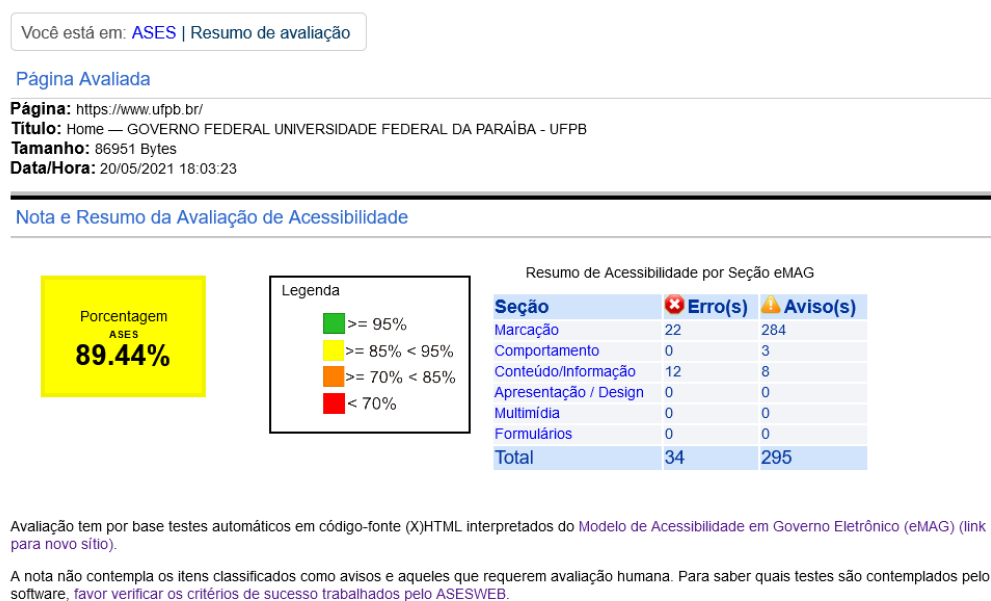 Você está em: ASES | Resumo de avaliação
Página Avaliada
Página: https://www.ufpb.br/
Título: Home — GOVERNO FEDERAL UNIVERSIDADE FEDERAL DA PARAÍBA - UFPB
Tamanho: 86951 Bytes
Data/Hora: 20/05/2021 18:03:23
Nota e Resumo da Avaliação de Acessibilidade
Porcentagem
ASES
89.44%
Legenda
>= 95%
>= 85% < 95%
>= 70% < 85%
< 70%
Resumo de Acessibilidade por Seção eMAG
Seção Erro(s) Aviso(s)
Marcação 22 284
Comportamento 0 3
Conteúdo/Informação 12 8
Apresentação / Design 0 0
Multimídia 0 0
Formulários 0 0
Total 34 295
Avaliação tem por base testes automáticos em código-fonte (X)HTML interpretados do Modelo de Acessibilidade em Governo Eletrônico (eMAG) (link
para novo sítio).
A nota não contempla os itens classificados como avisos e aqueles que requerem avaliação humana. Para saber quais testes são contemplados pelo
software, favor verificar os critérios de sucesso trabalhados pelo ASESWEB.